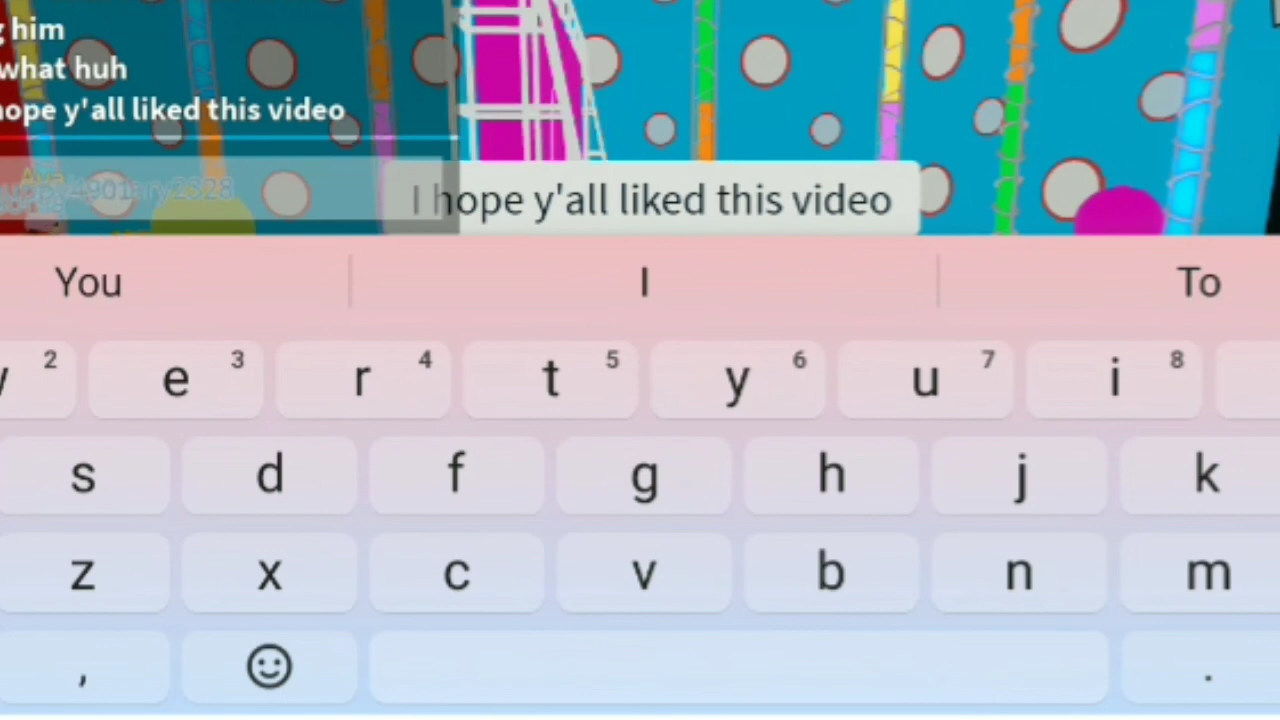 him
what huh
hope y'all liked this video
I hope y'all liked this video
You I To
2 e 3 r 4 t 5 y 6 u 7 i 8
s d f g h j k
z x c v b n m
, .